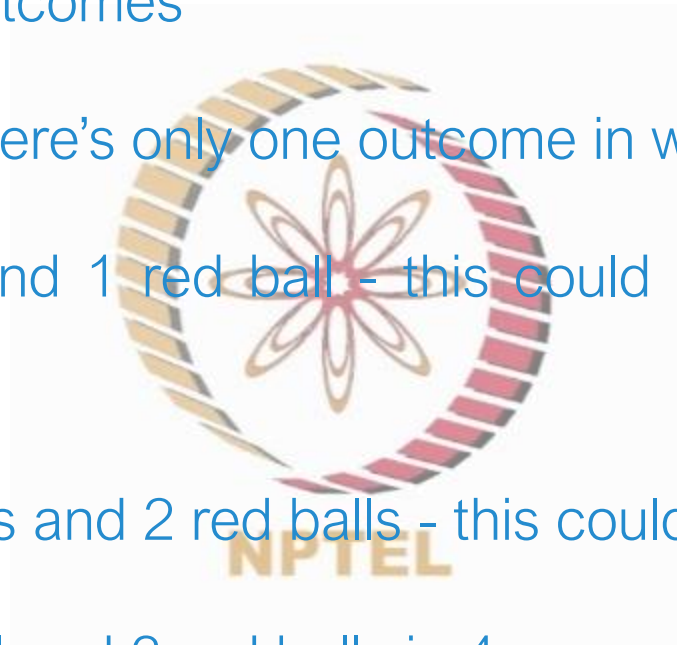 tcomes
ere's only one outcome in w
nd 1 red ball - this could
s and 2 red balls - this could
NPTEL